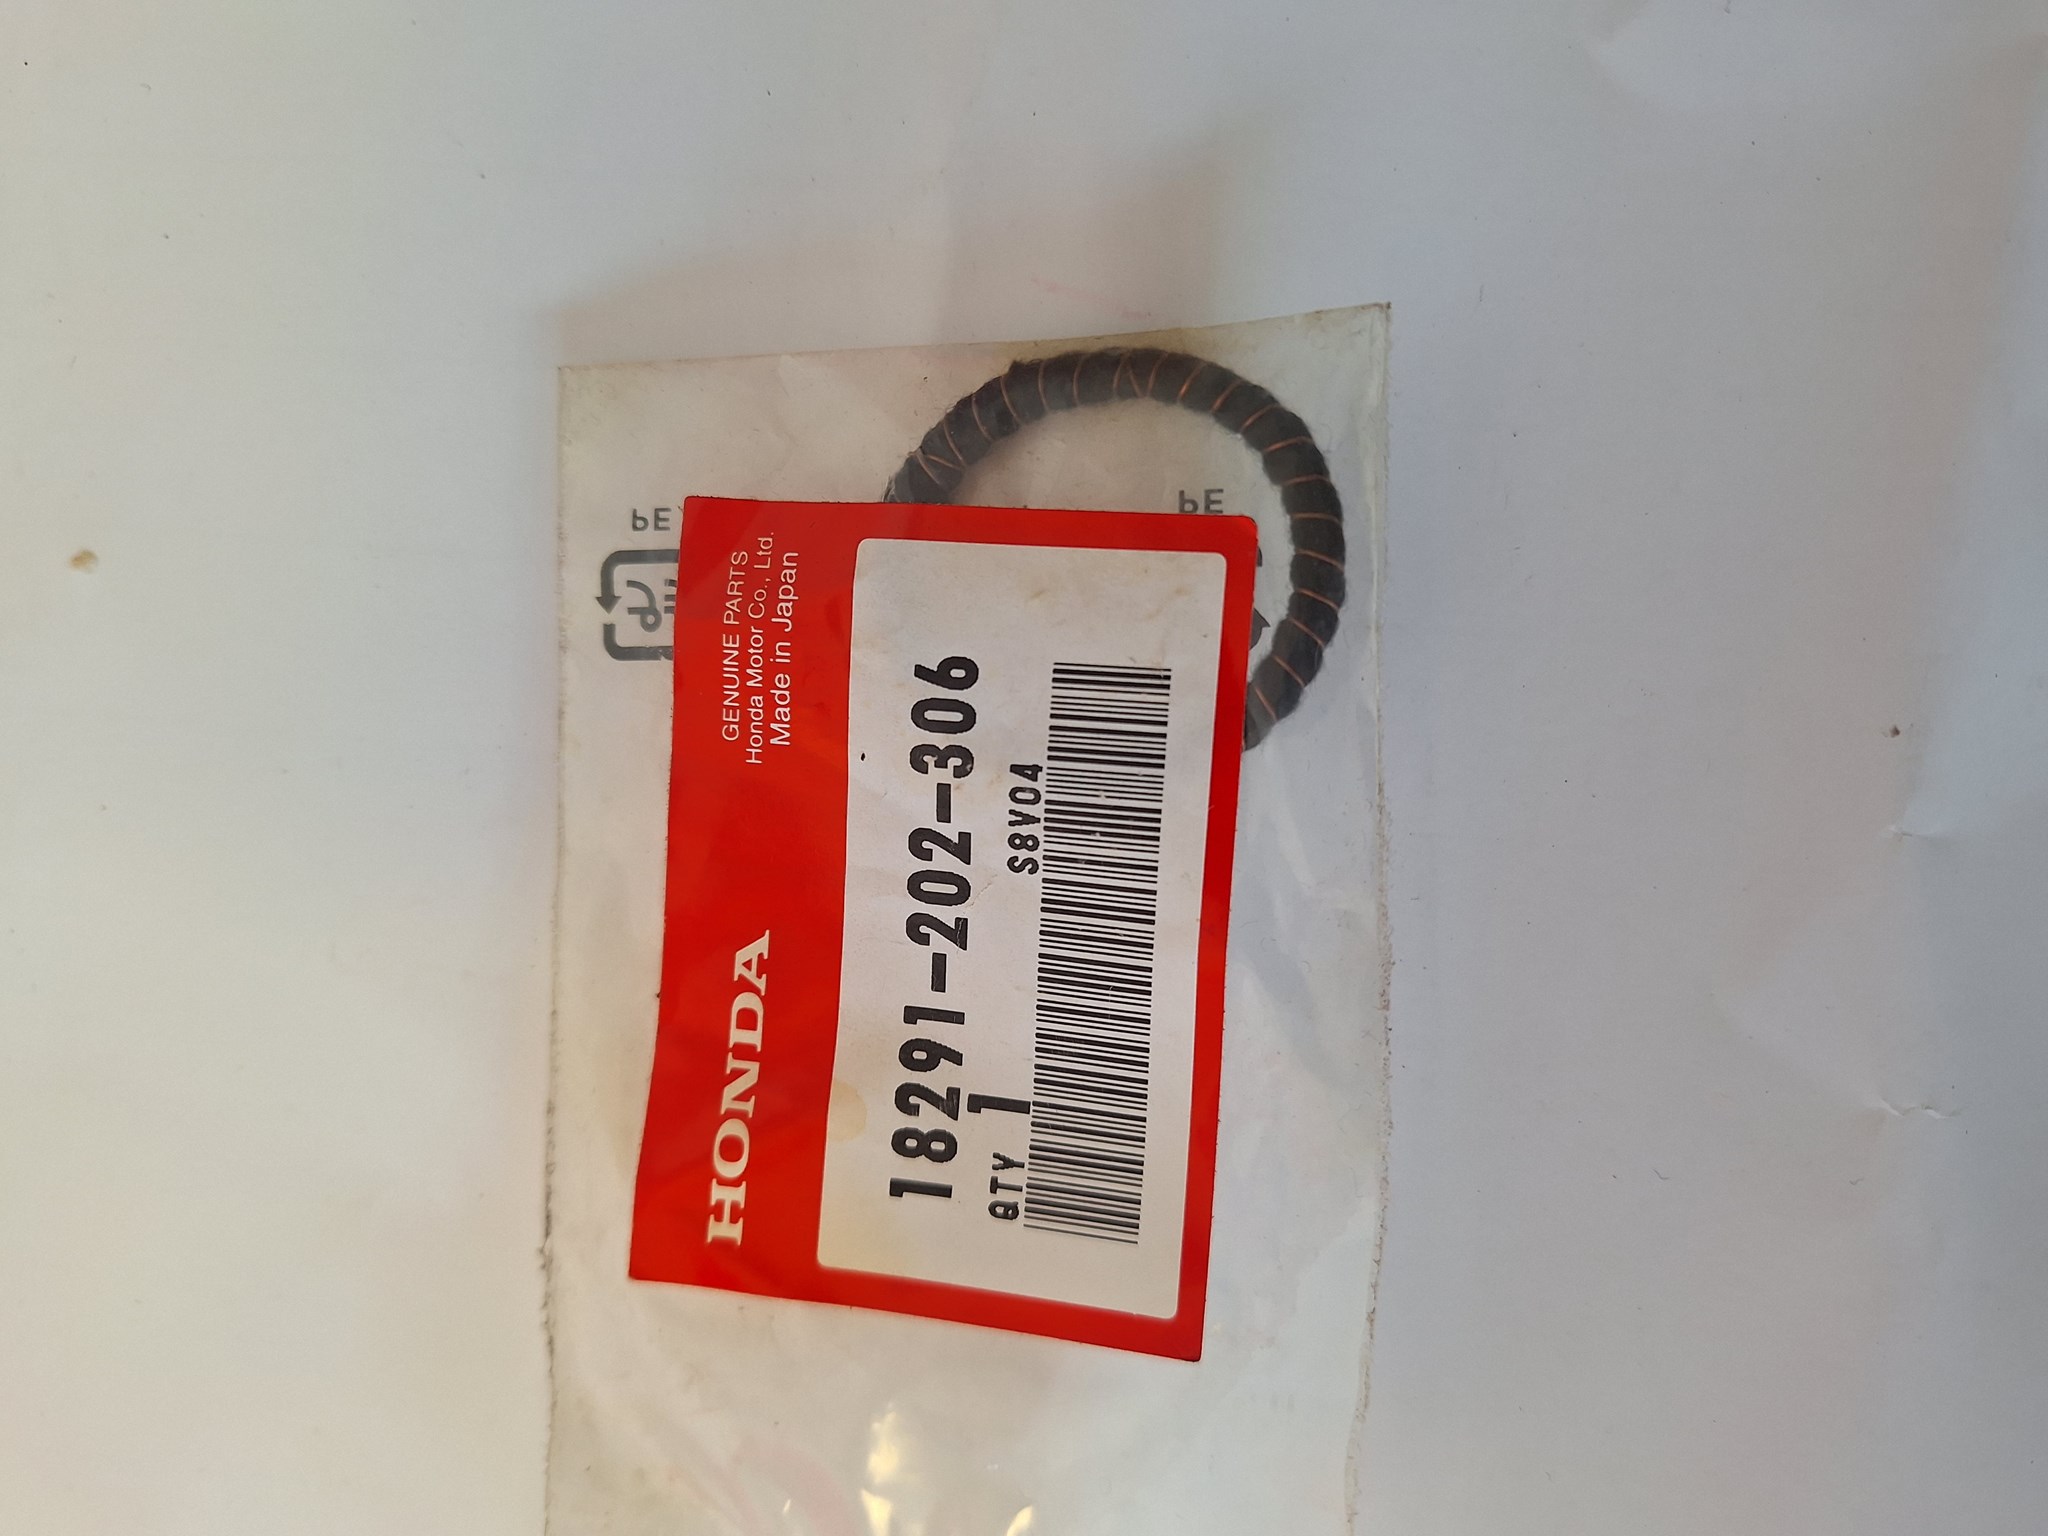 HONDA
GENUINE PARTS
Honda Motor Co., Ltd.
Made in Japan
18291-202-306
QTY 1
S8V04
PE
PE